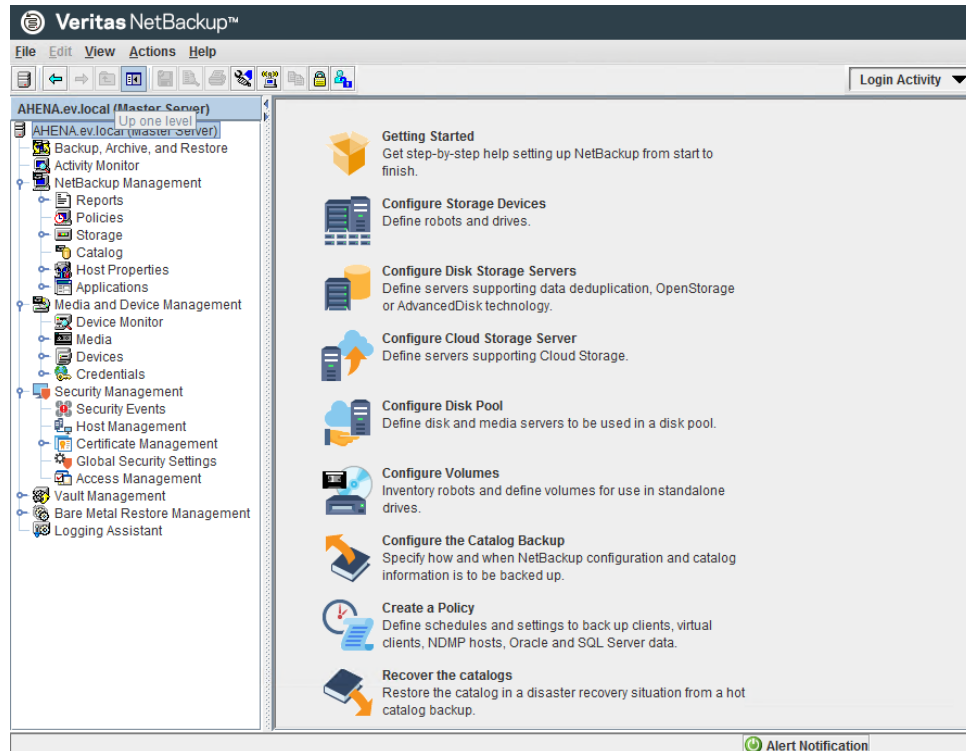 Veritas NetBackup™
File Edit View Actions Help
Login Activity
AHENA.ev.local (Master Server)
Up one level
AHENA.ev.local (Master Server)
Backup, Archive, and Restore
Activity Monitor
NetBackup Management
Reports
Policies
Storage
Catalog
Host Properties
Applications
Media and Device Management
Device Monitor
Media
Devices
Credentials
Security Management
Security Events
Host Management
Certificate Management
Global Security Settings
Access Management
Vault Management
Bare Metal Restore Management
Logging Assistant
Getting Started
Get step-by-step help setting up NetBackup from start to
finish.
Configure Storage Devices
Define robots and drives.
Configure Disk Storage Servers
Define servers supporting data deduplication, OpenStorage
or AdvancedDisk technology.
Configure Cloud Storage Server
Define servers supporting Cloud Storage.
Configure Disk Pool
Define disk and media servers to be used in a disk pool.
Configure Volumes
Inventory robots and define volumes for use in standalone
drives.
Configure the Catalog Backup
Specify how and when NetBackup configuration and catalog
information is to be backed up.
Create a Policy
Define schedules and settings to back up clients, virtual
clients, NDMP hosts, Oracle and SQL Server data.
Recover the catalogs
Restore the catalog in a disaster recovery situation from a hot
catalog backup.
Alert Notification